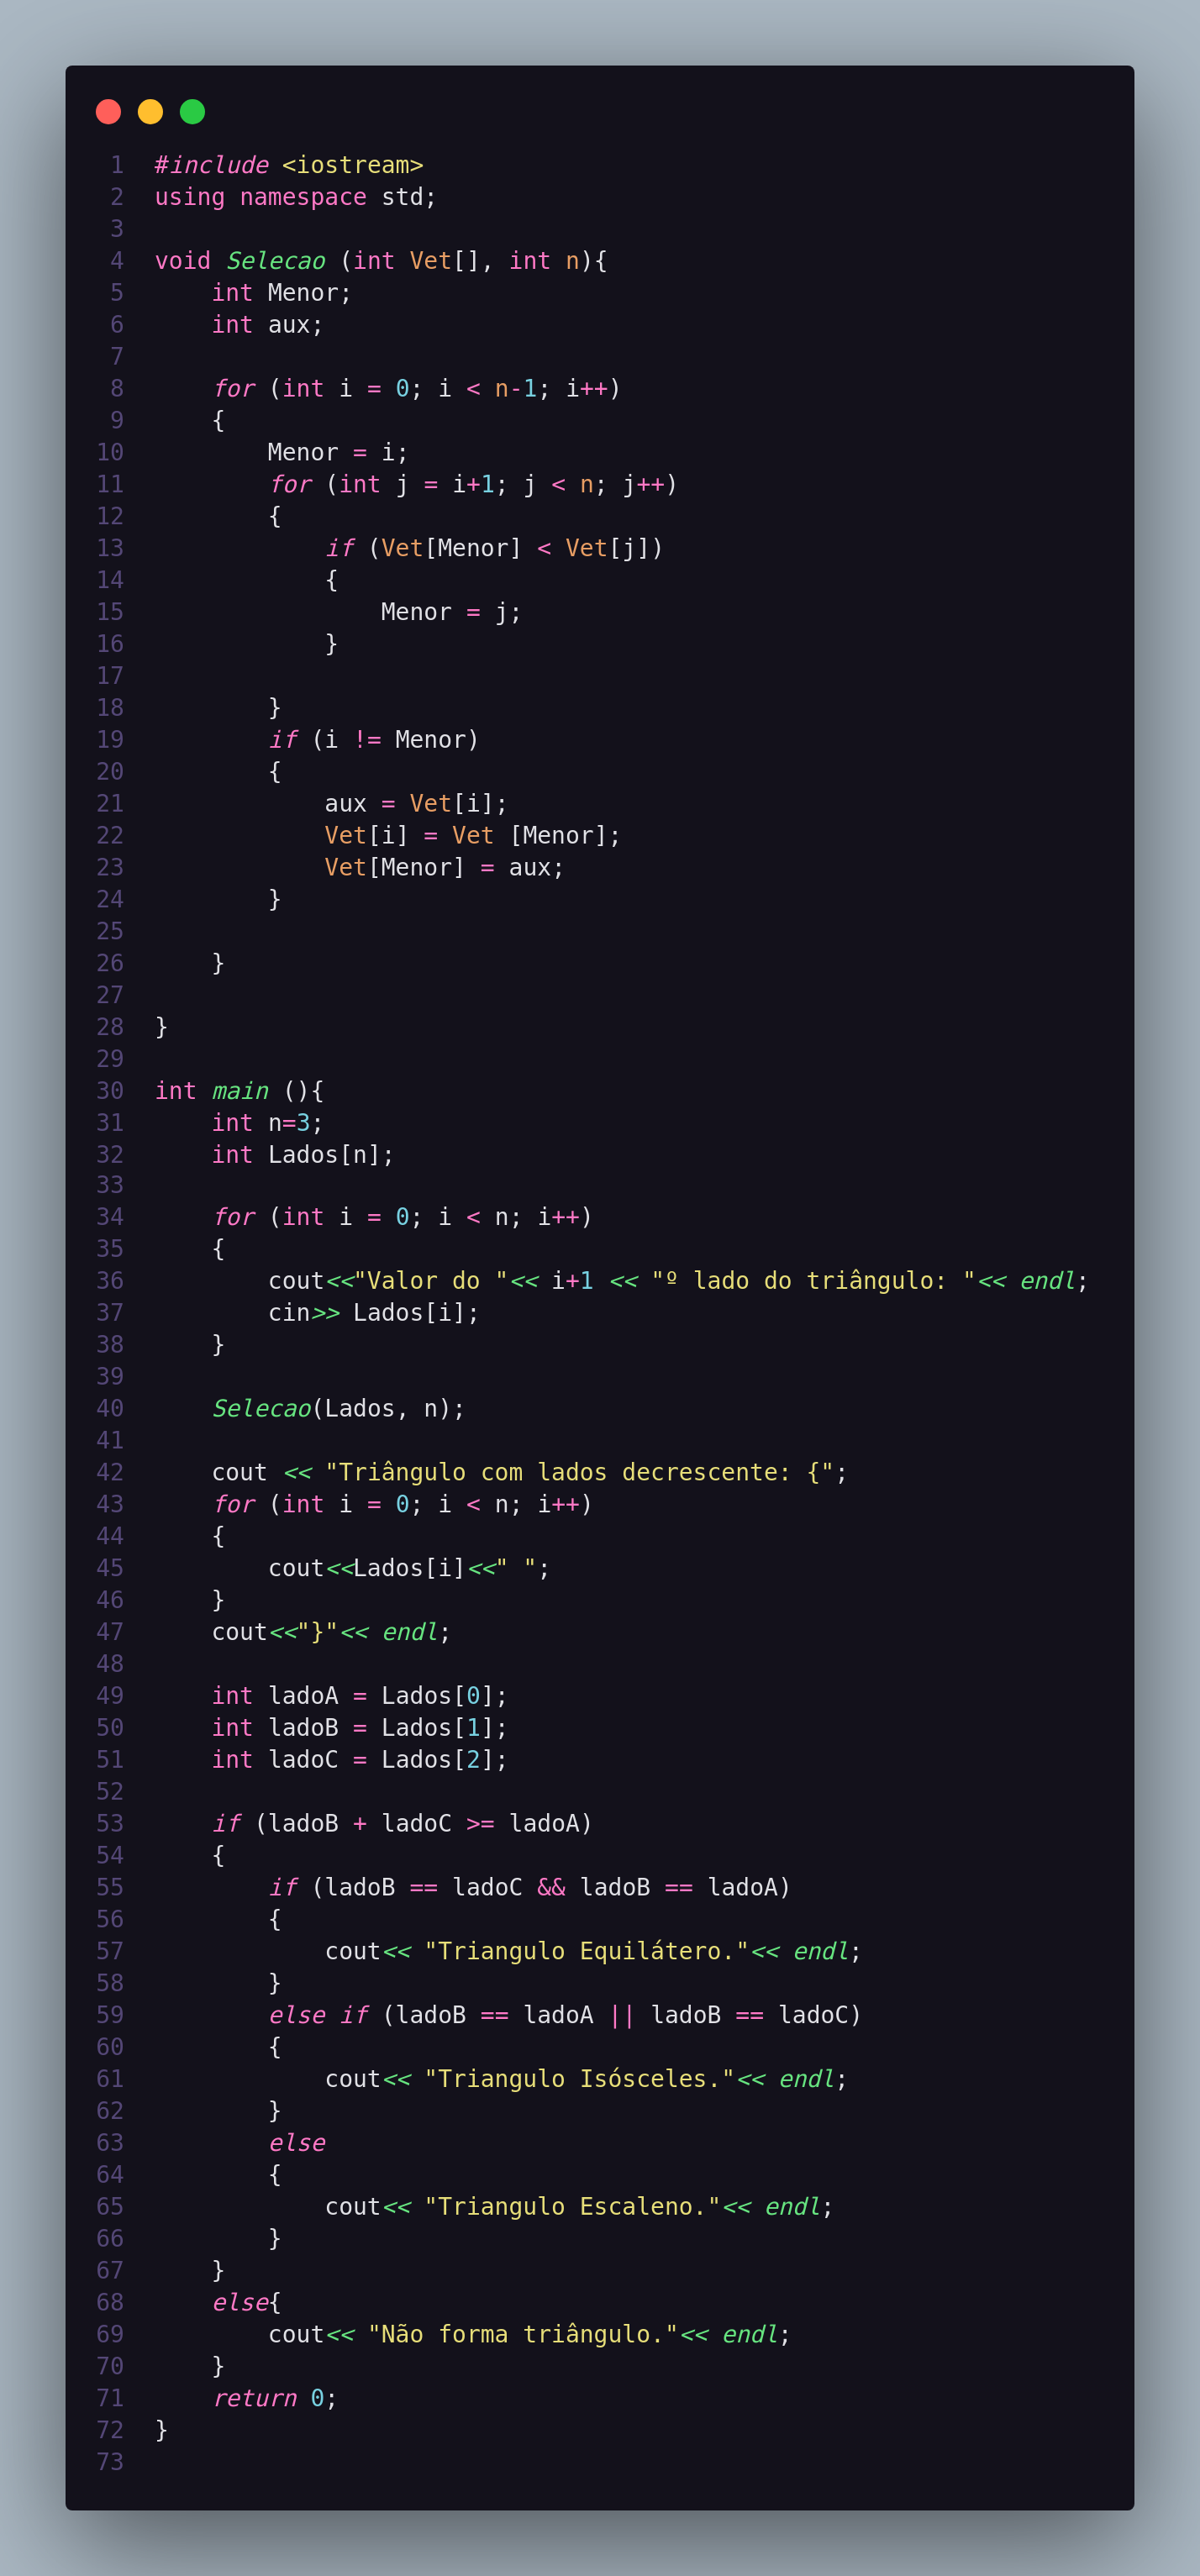 1 #include <iostream>
2 using namespace std;
3
4 void Selecao (int Vet[], int n){
5     int Menor;
6     int aux;
7
8     for (int i = 0; i < n-1; i++)
9     {
10         Menor = i;
11         for (int j = i+1; j < n; j++)
12         {
13             if (Vet[Menor] < Vet[j])
14             {
15                 Menor = j;
16             }
17
18         }
19         if (i != Menor)
20         {
21             aux = Vet[i];
22             Vet[i] = Vet [Menor];
23             Vet[Menor] = aux;
24         }
25
26     }
27
28 }
29
30 int main (){
31     int n=3;
32     int Lados[n];
33
34     for (int i = 0; i < n; i++)
35     {
36         cout<<"Valor do "<< i+1 << "º lado do triângulo: "<< endl;
37         cin>> Lados[i];
38     }
39
40     Selecao(Lados, n);
41
42     cout << "Triângulo com lados decrescente: {";
43     for (int i = 0; i < n; i++)
44     {
45         cout<<Lados[i]<<" ";
46     }
47     cout<<"}"<< endl;
48
49     int ladoA = Lados[0];
50     int ladoB = Lados[1];
51     int ladoC = Lados[2];
52
53     if (ladoB + ladoC >= ladoA)
54     {
55         if (ladoB == ladoC && ladoB == ladoA)
56         {
57             cout<< "Triangulo Equilátero."<< endl;
58         }
59         else if (ladoB == ladoA || ladoB == ladoC)
60         {
61             cout<< "Triangulo Isósceles."<< endl;
62         }
63         else
64         {
65             cout<< "Triangulo Escaleno."<< endl;
66         }
67     }
68     else{
69         cout<< "Não forma triângulo."<< endl;
70     }
71     return 0;
72 }
73